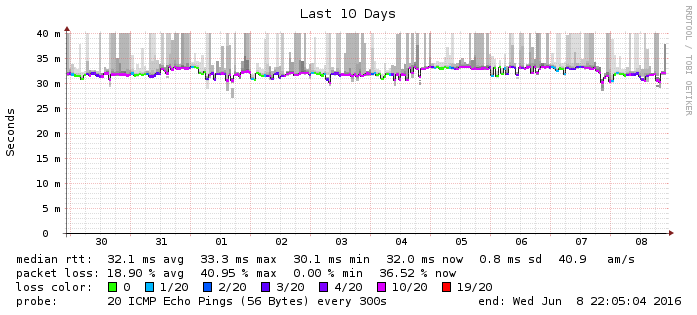 Last 10 Days
RRDTOOL / TOBI OETIKER
Seconds
40 m
35 m
30 m
25 m
20 m
15 m
10 m
5 m
0
30 31 01 02 03 04 05 06 07 08
median rtt: 32.1 ms avg 33.3 ms max 30.1 ms min 32.0 ms now 0.8 ms sd 40.9 am/s
packet loss: 18.90 % avg 40.95 % max 0.00 % min 36.52 % now
loss color: 0 1/20 2/20 3/20 4/20 10/20 19/20
probe: 20 ICMP Echo Pings (56 Bytes) every 300s end: Wed Jun 8 22:05:04 2016